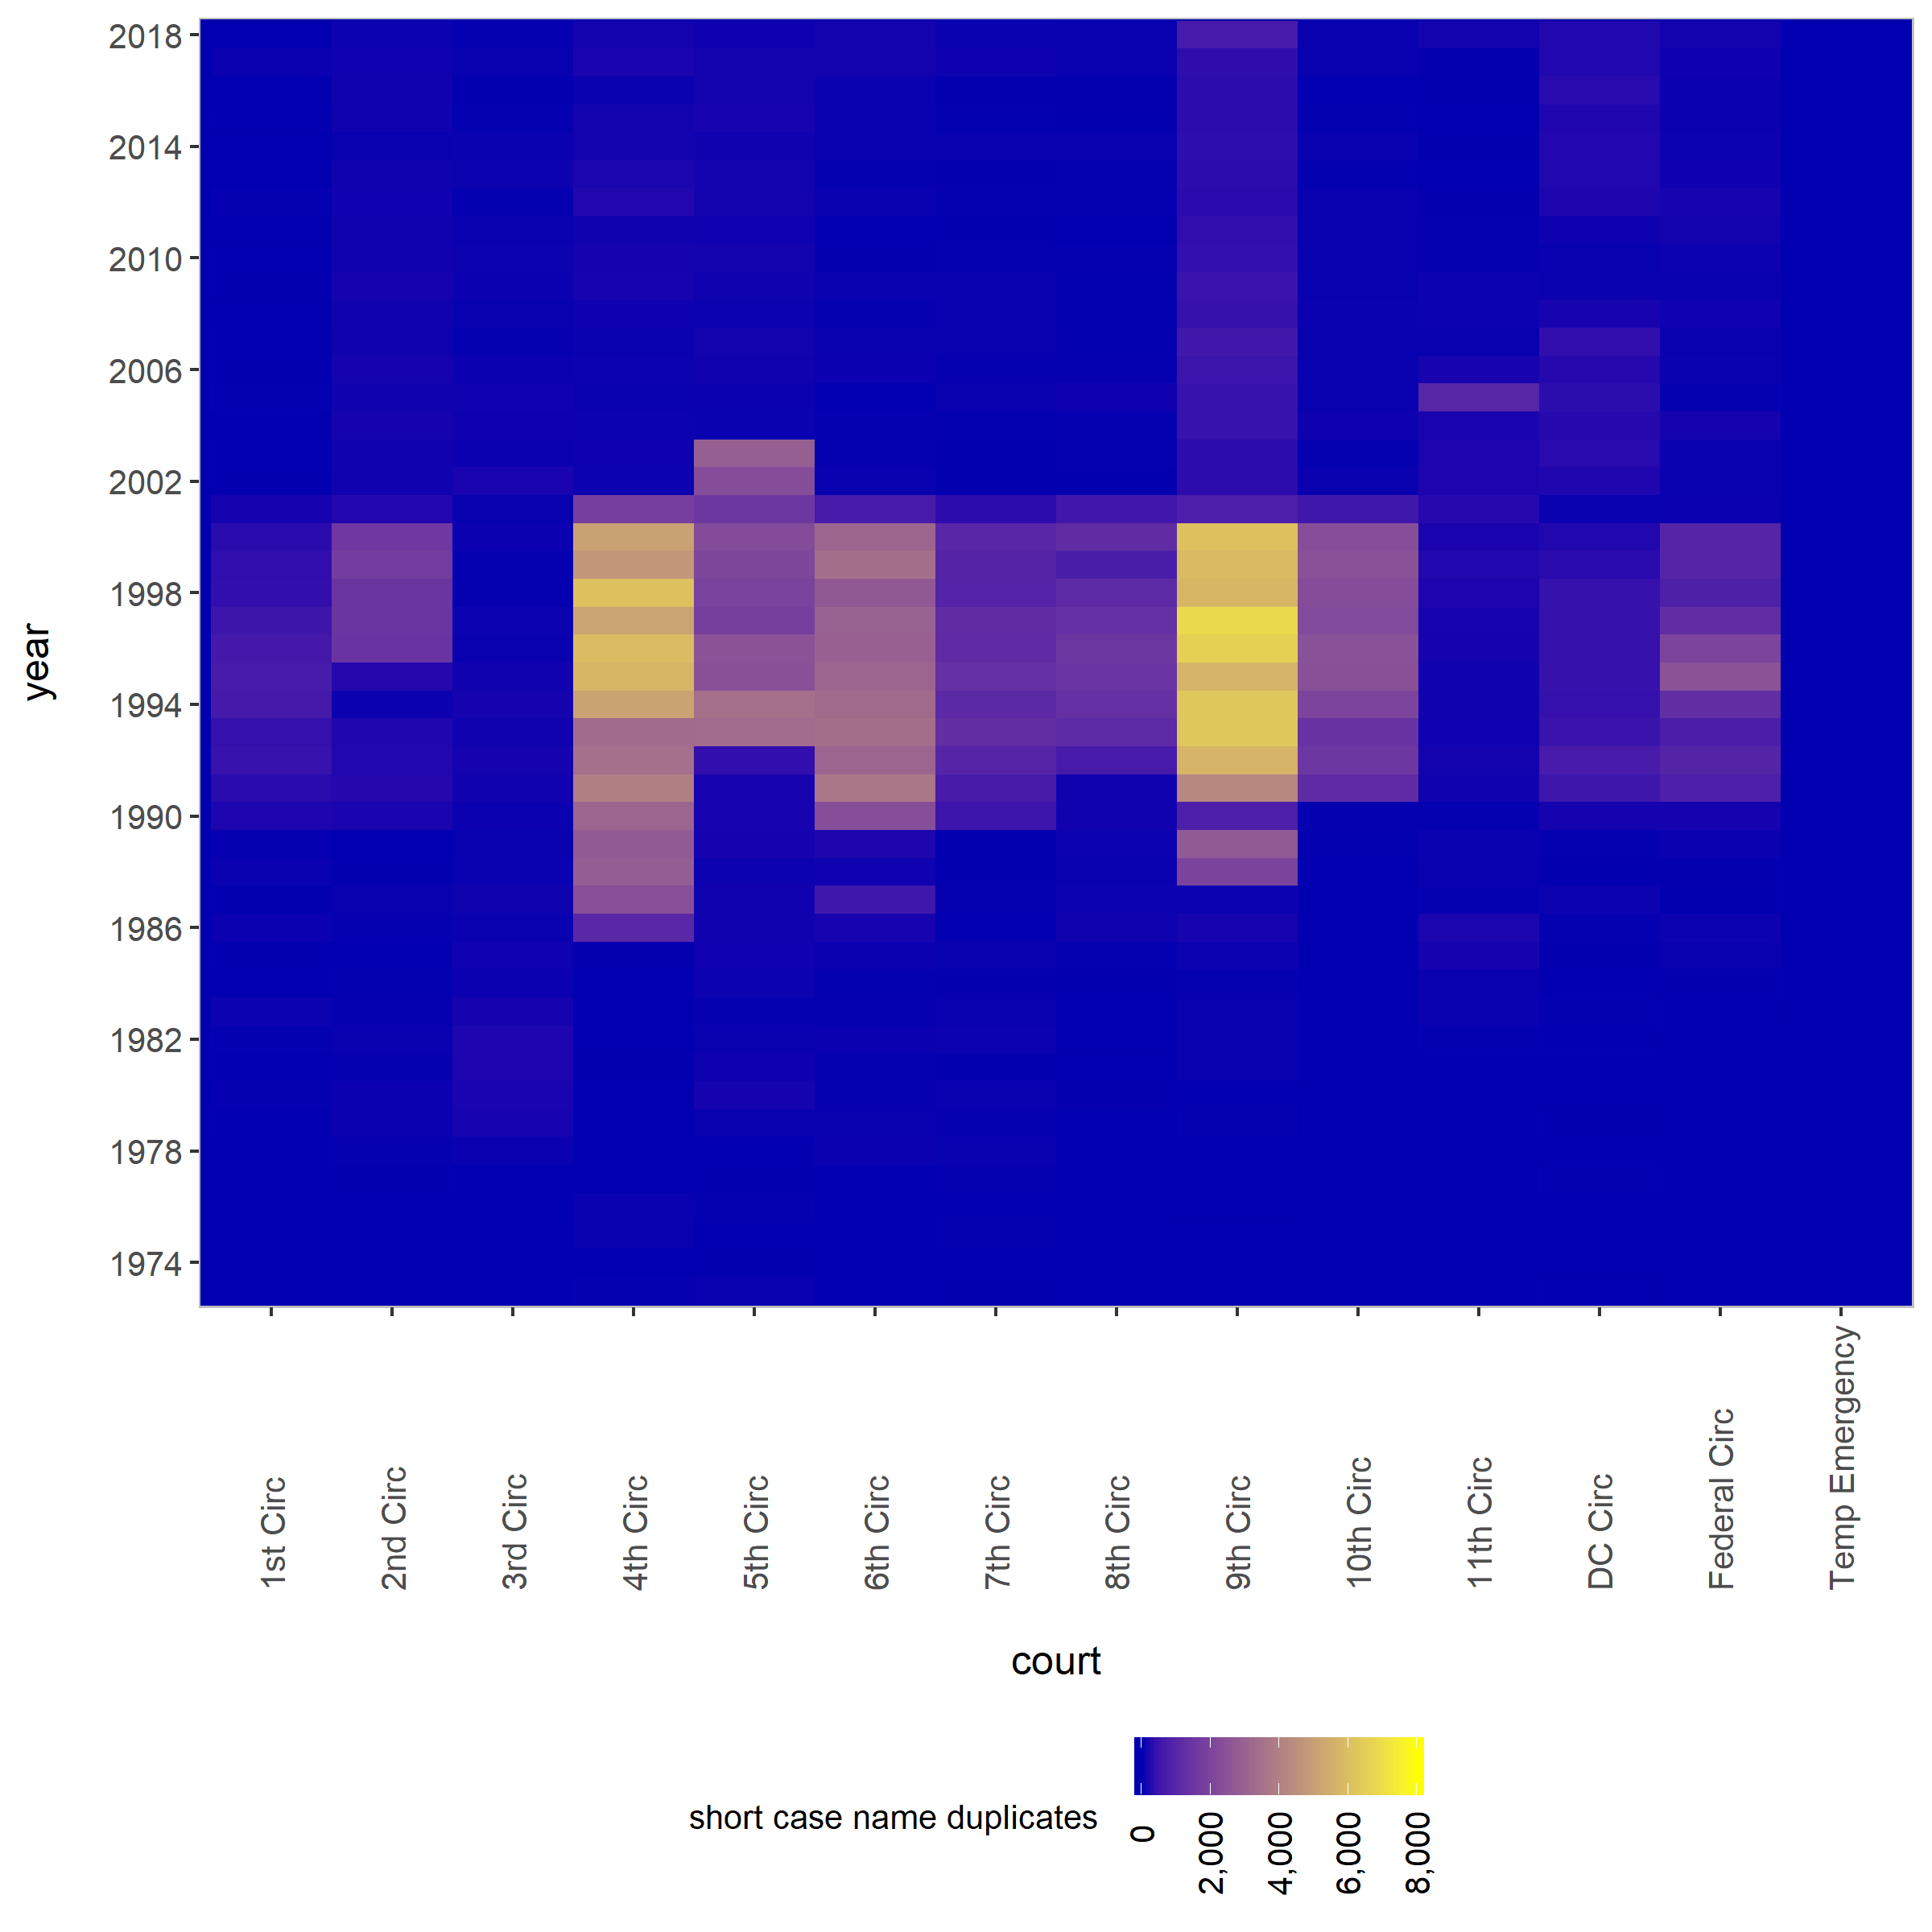 year
2018
2014
2010
2006
2002
1998
1994
1990
1986
1982
1978
1974
1st Circ
2nd Circ
3rd Circ
4th Circ
5th Circ
6th Circ
7th Circ
8th Circ
9th Circ
10th Circ
11th Circ
DC Circ
Federal Circ
Temp Emergency
court
short case name duplicates
0
2,000
4,000
6,000
8,000